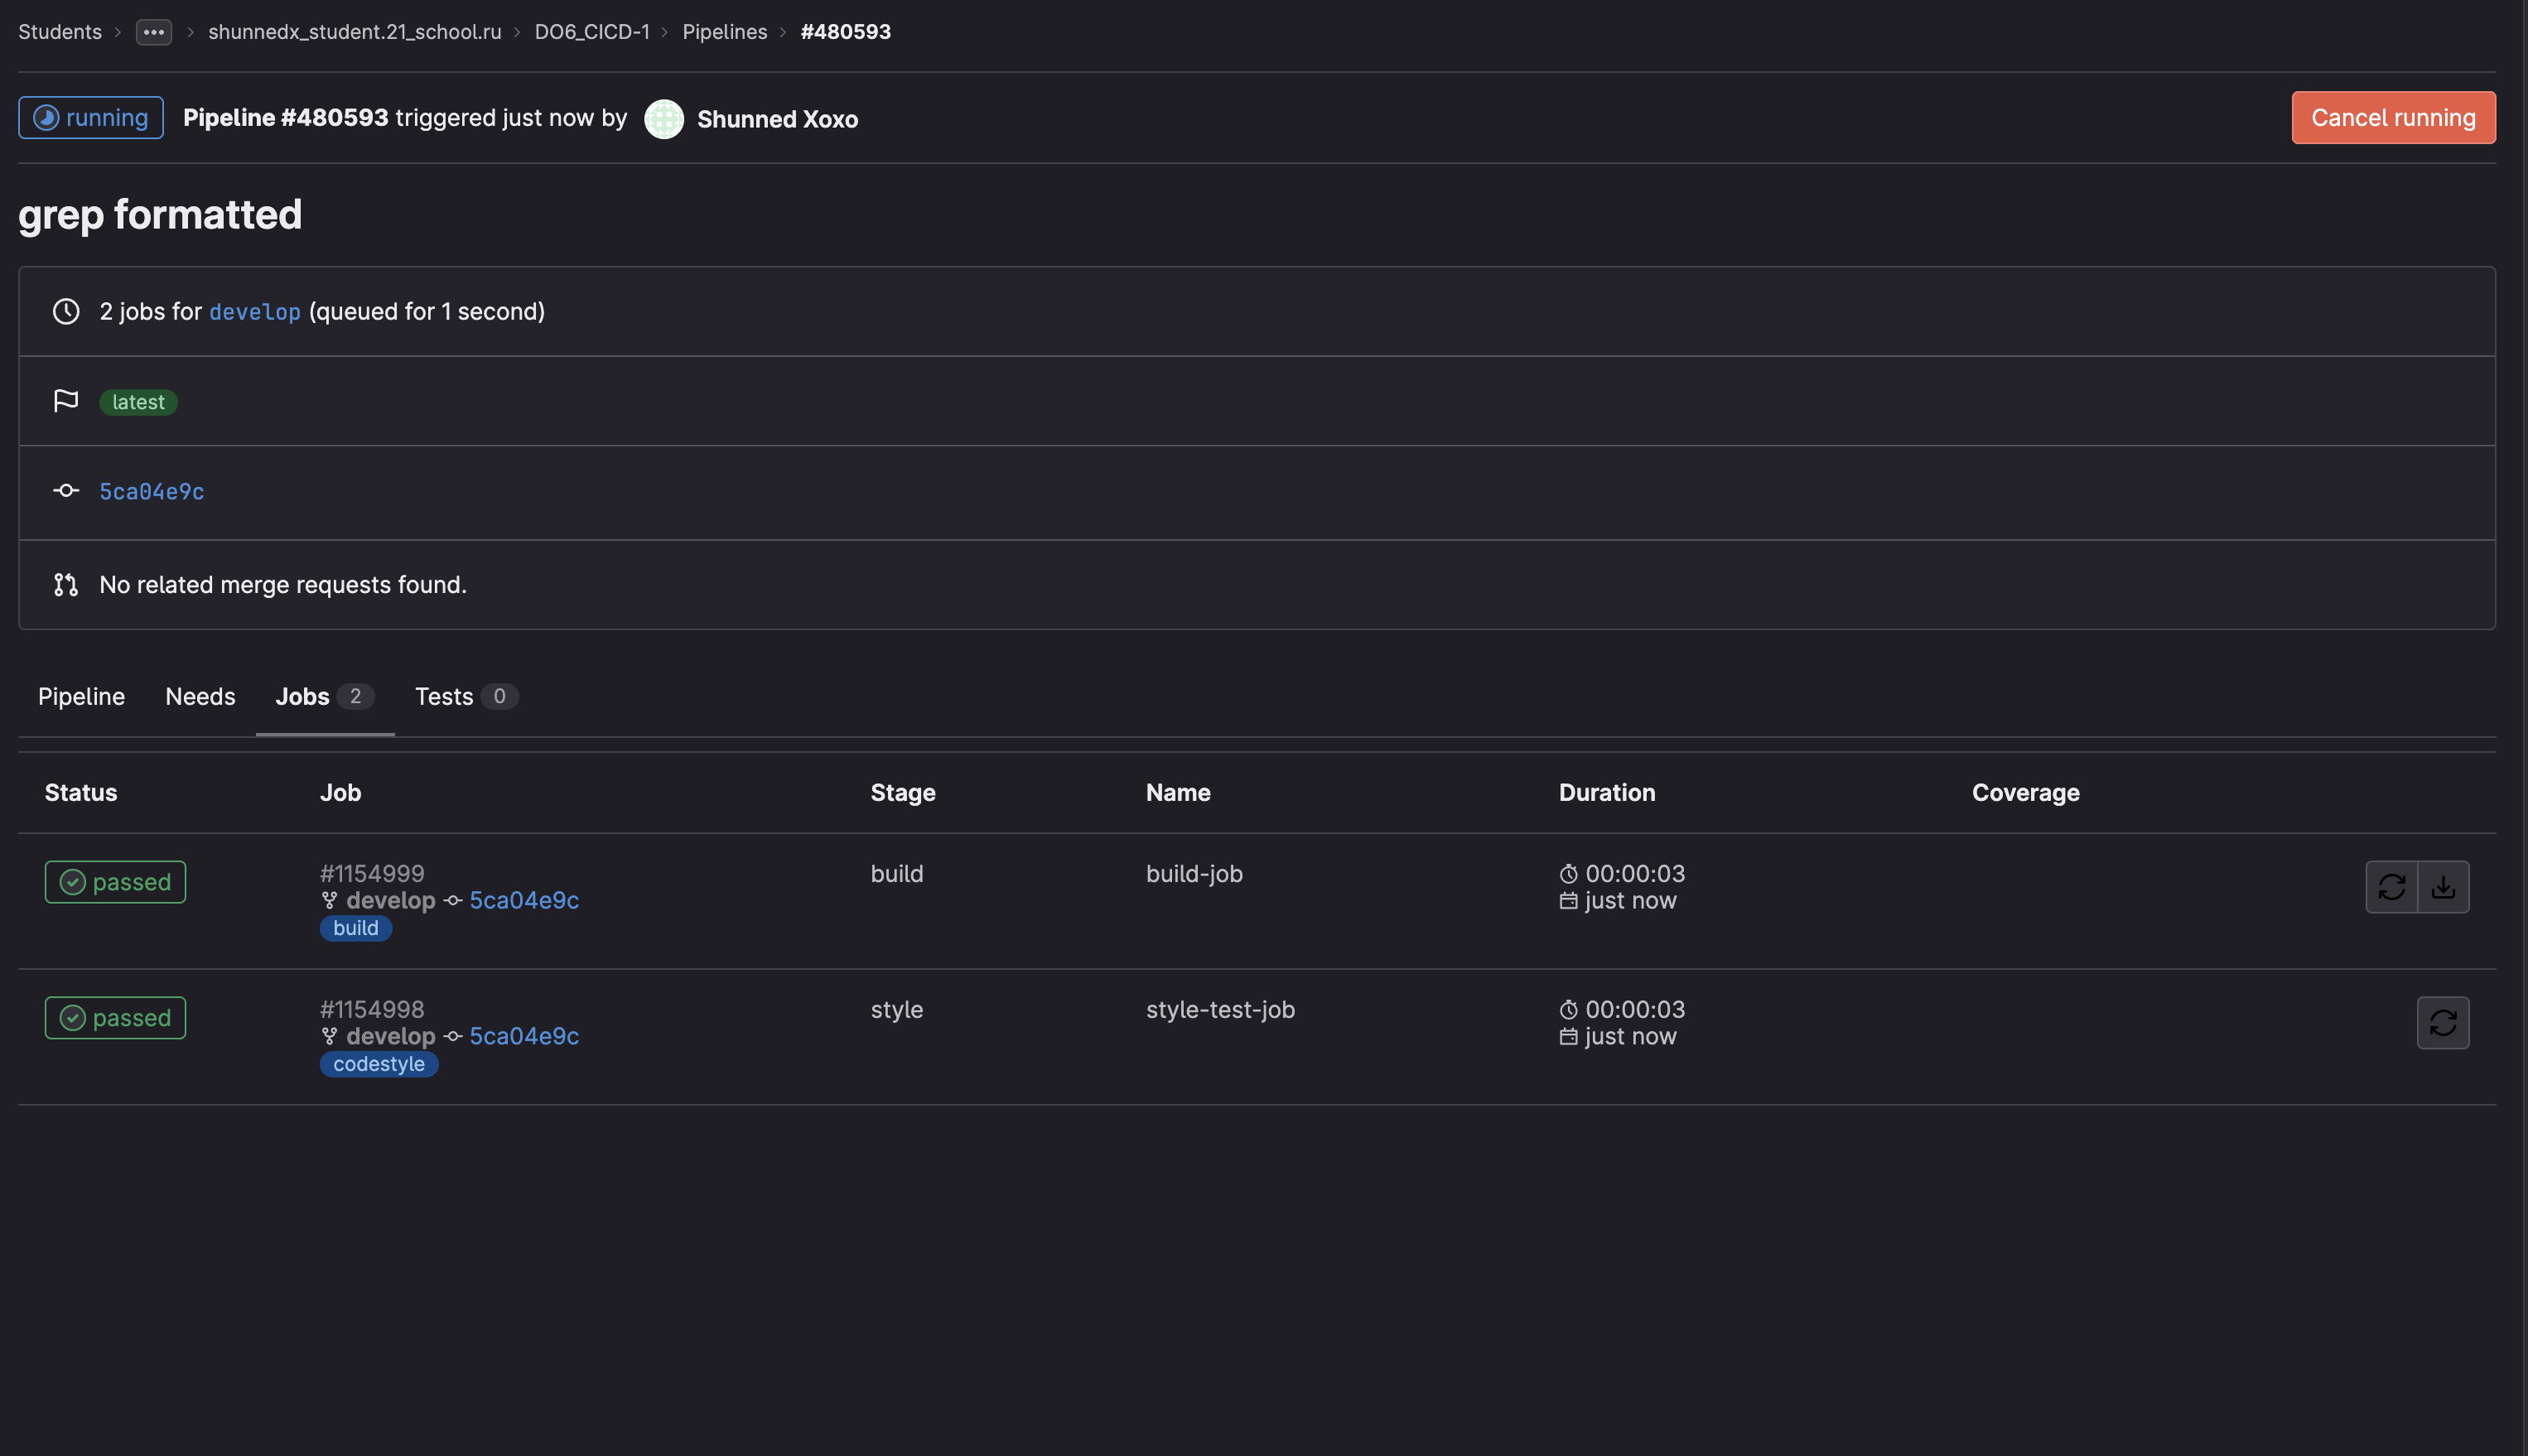 Students > ... > shunnedx_student.21_school.ru > DO6_CICD-1 > Pipelines > #480593
running Pipeline #480593 triggered just now by Shunned Xoxo Cancel running
grep formatted
2 jobs for develop (queued for 1 second)
latest
5ca04e9c
No related merge requests found.
Pipeline Needs Jobs 2 Tests 0
Status Job Stage Name Duration Coverage
passed #1154999 build build-job 00:00:03
develop 5ca04e9c just now
build
passed #1154998 style style-test-job 00:00:03
develop 5ca04e9c just now
codestyle